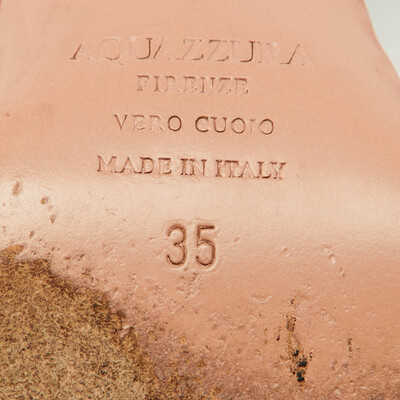 AQUAZZURA
FIRENZE
VERO CUOIO
MADE IN ITALY
35